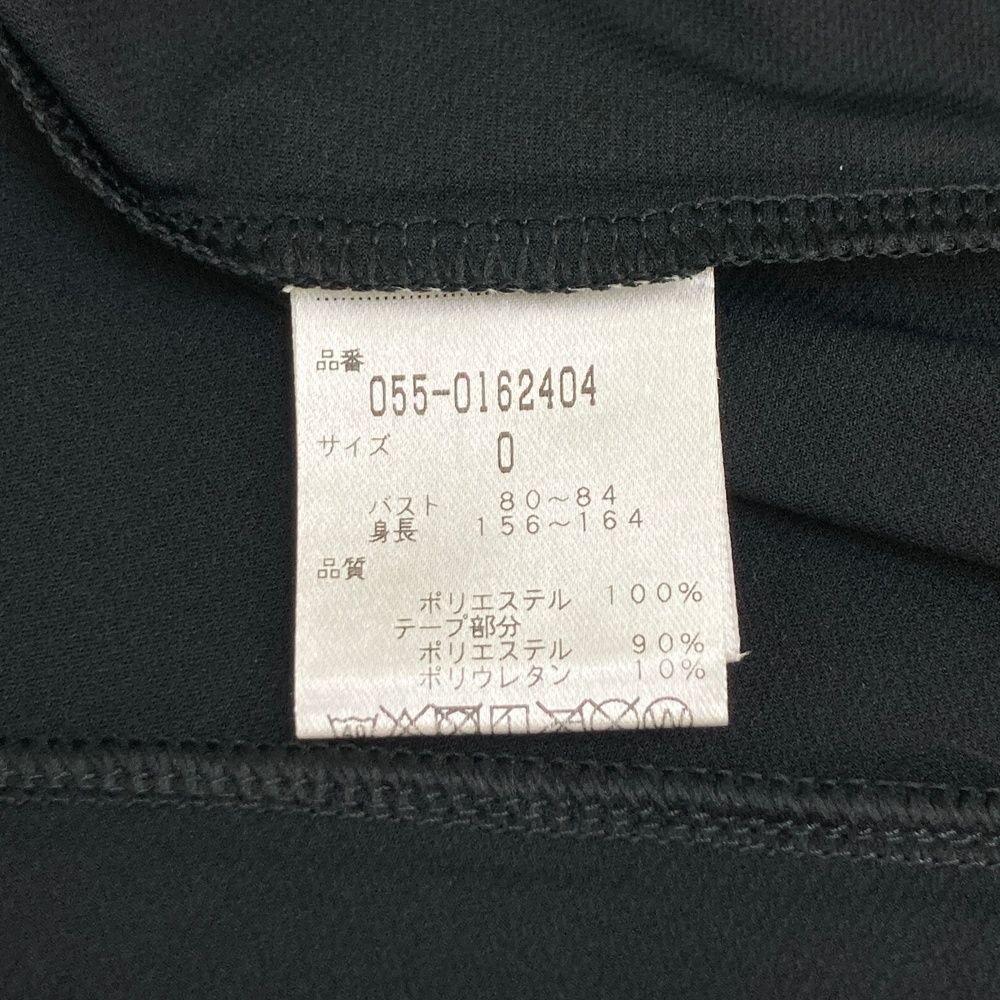 品番
055-0162404
サイズ 0
バスト 80～84
身長 156～164
品質
ポリエステル 100%
テープ部分
ポリエステル 90%
ポリウレタン 10%